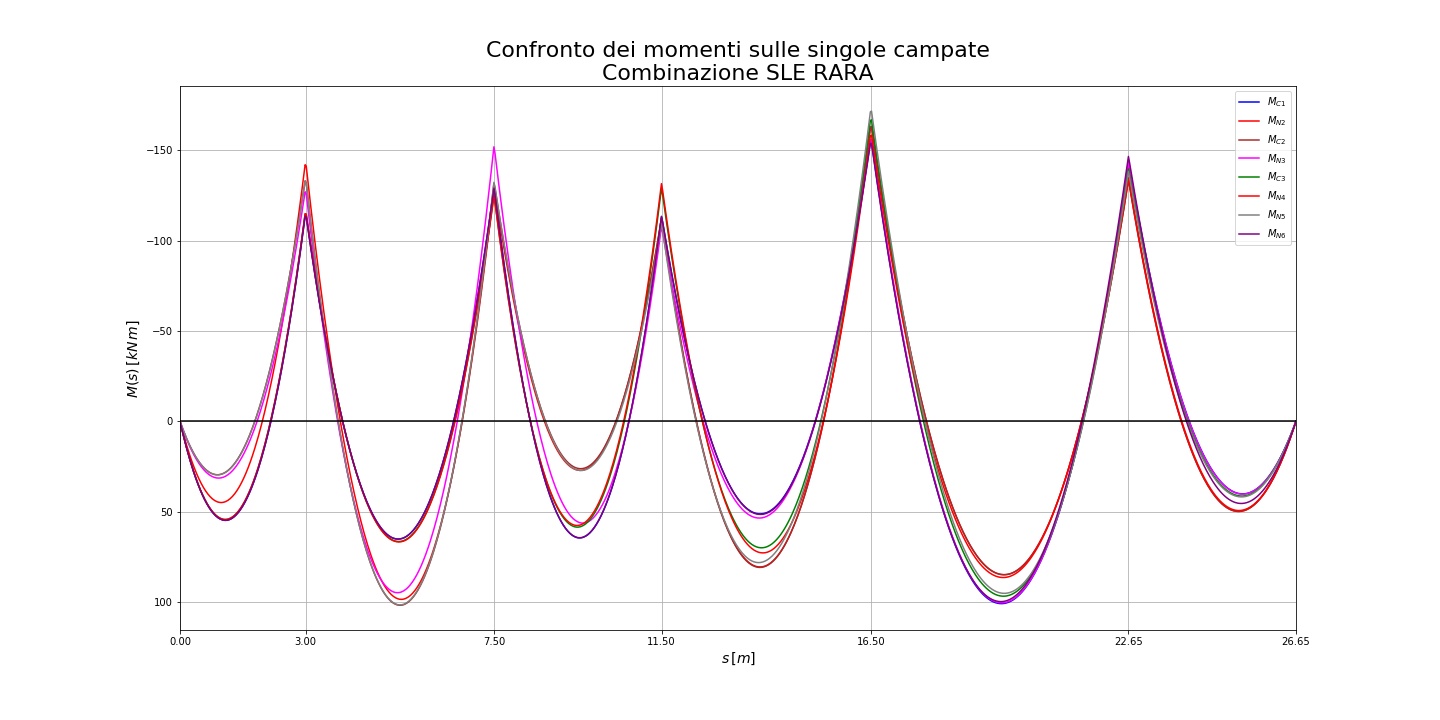 Confronto dei momenti sulle singole campate
Combinazione SLE RARA
M(s) [kNm]
−150
−100
−50
0
50
100
0.00 3.00 7.50 11.50 16.50 22.65 26.65
s [m]
M_{C1}
M_{N2}
M_{C2}
M_{N3}
M_{C3}
M_{N4}
M_{N5}
M_{N6}